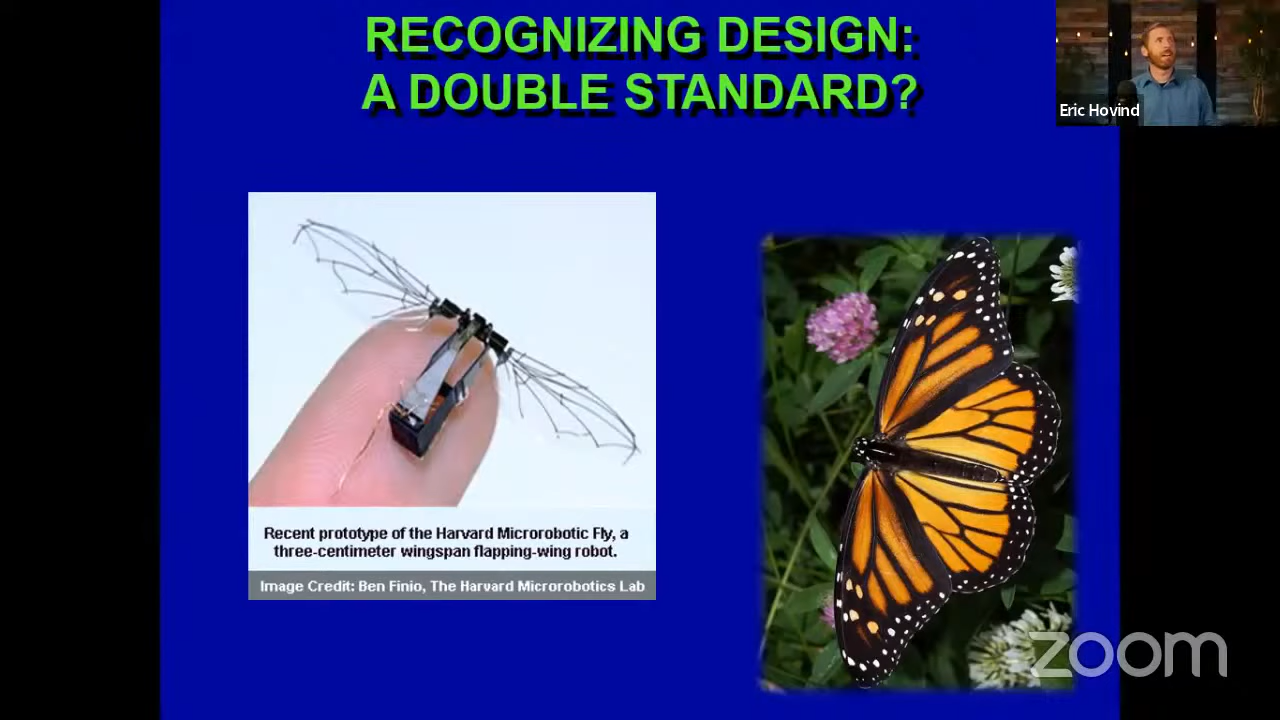 RECOGNIZING DESIGN:
A DOUBLE STANDARD?
Eric Hovind
Recent prototype of the Harvard Microrobotic Fly, a
three-centimeter wingspan flapping-wing robot.
Image Credit: Ben Finio, The Harvard Microrobotics Lab
zoom